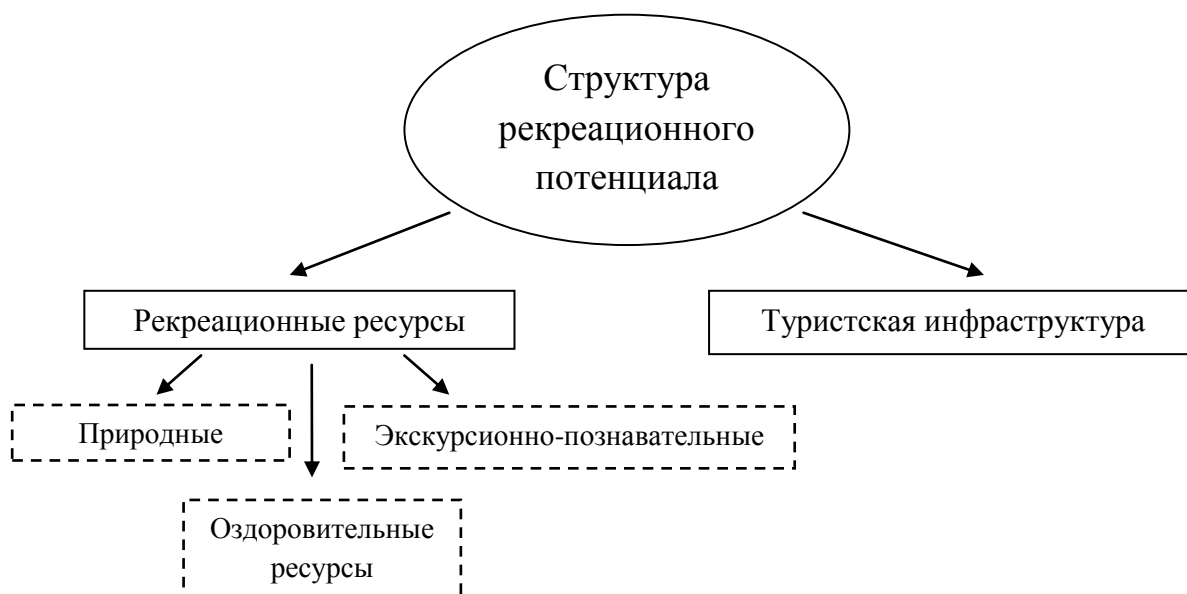 Структура
рекреационного
потенциала
Рекреационные ресурсы
Туристская инфраструктура
Природные
Экскурсионно-познавательные
Оздоровительные
ресурсы